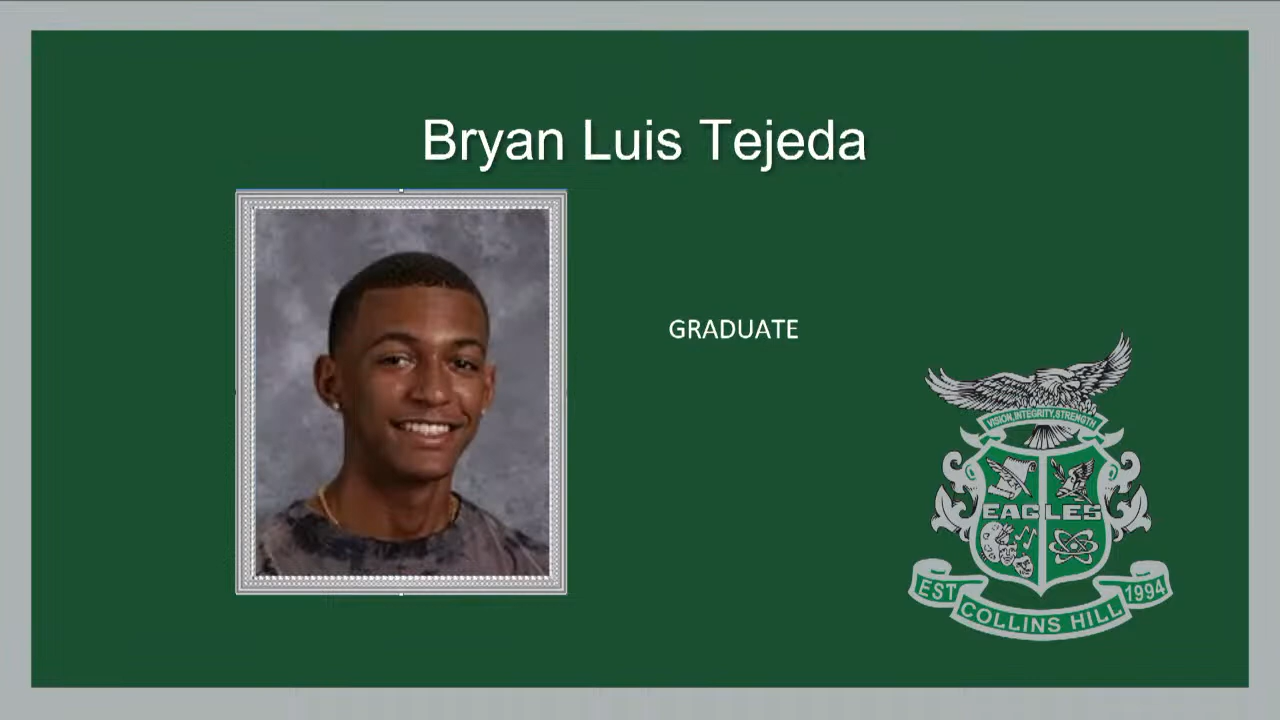 Bryan Luis Tejeda
GRADUATE
VISION,INTEGRITY,STRENGTH
EAGLES
EST 1994
COLLINS HILL